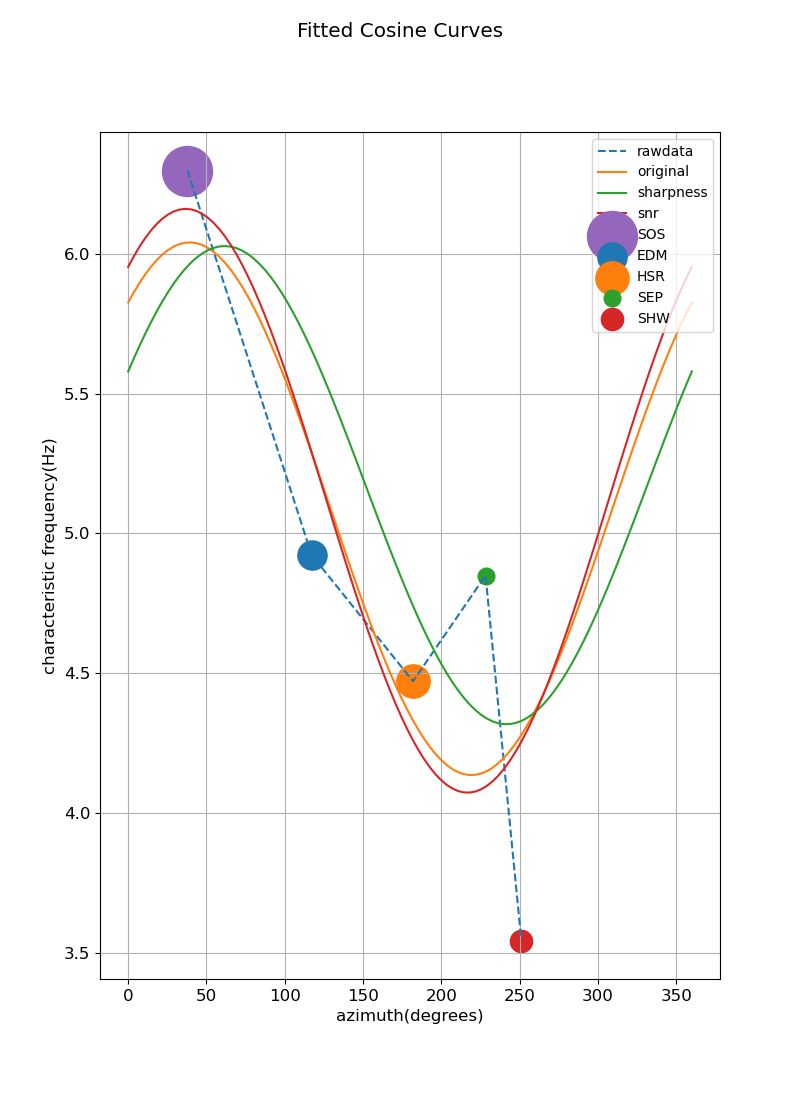 Fitted Cosine Curves
rawdata
original
sharpness
snr
SOS
EDM
HSR
SEP
SHW
6.0
5.5
5.0
4.5
4.0
3.5
characteristic frequency(Hz)
0 50 100 150 200 250 300 350
azimuth(degrees)